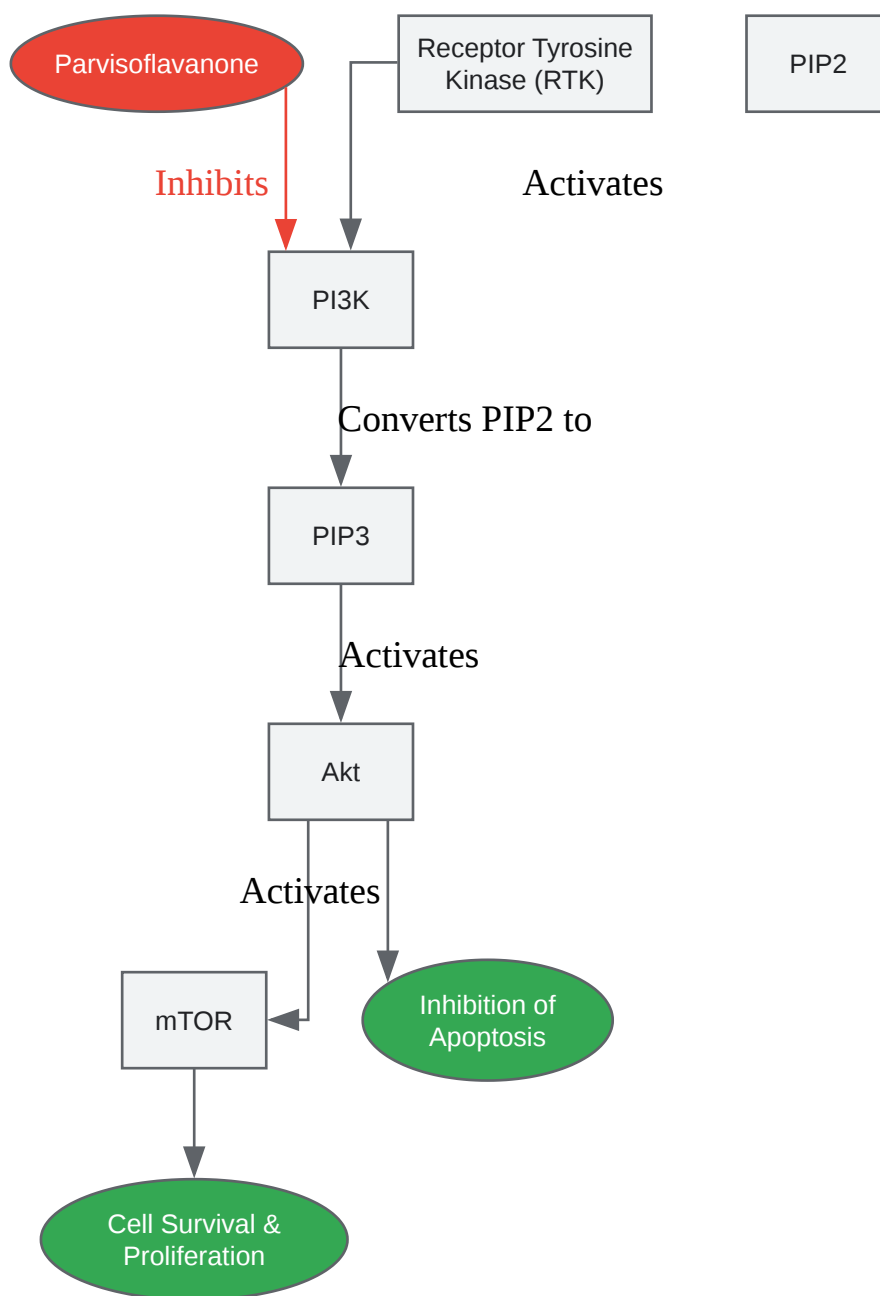 Parvisoflavanone
Receptor Tyrosine
Kinase (RTK)
PIP2
Inhibits
Activates
PI3K
Converts PIP2 to
PIP3
Activates
Akt
Activates
mTOR
Inhibition of
Apoptosis
Cell Survival &
Proliferation